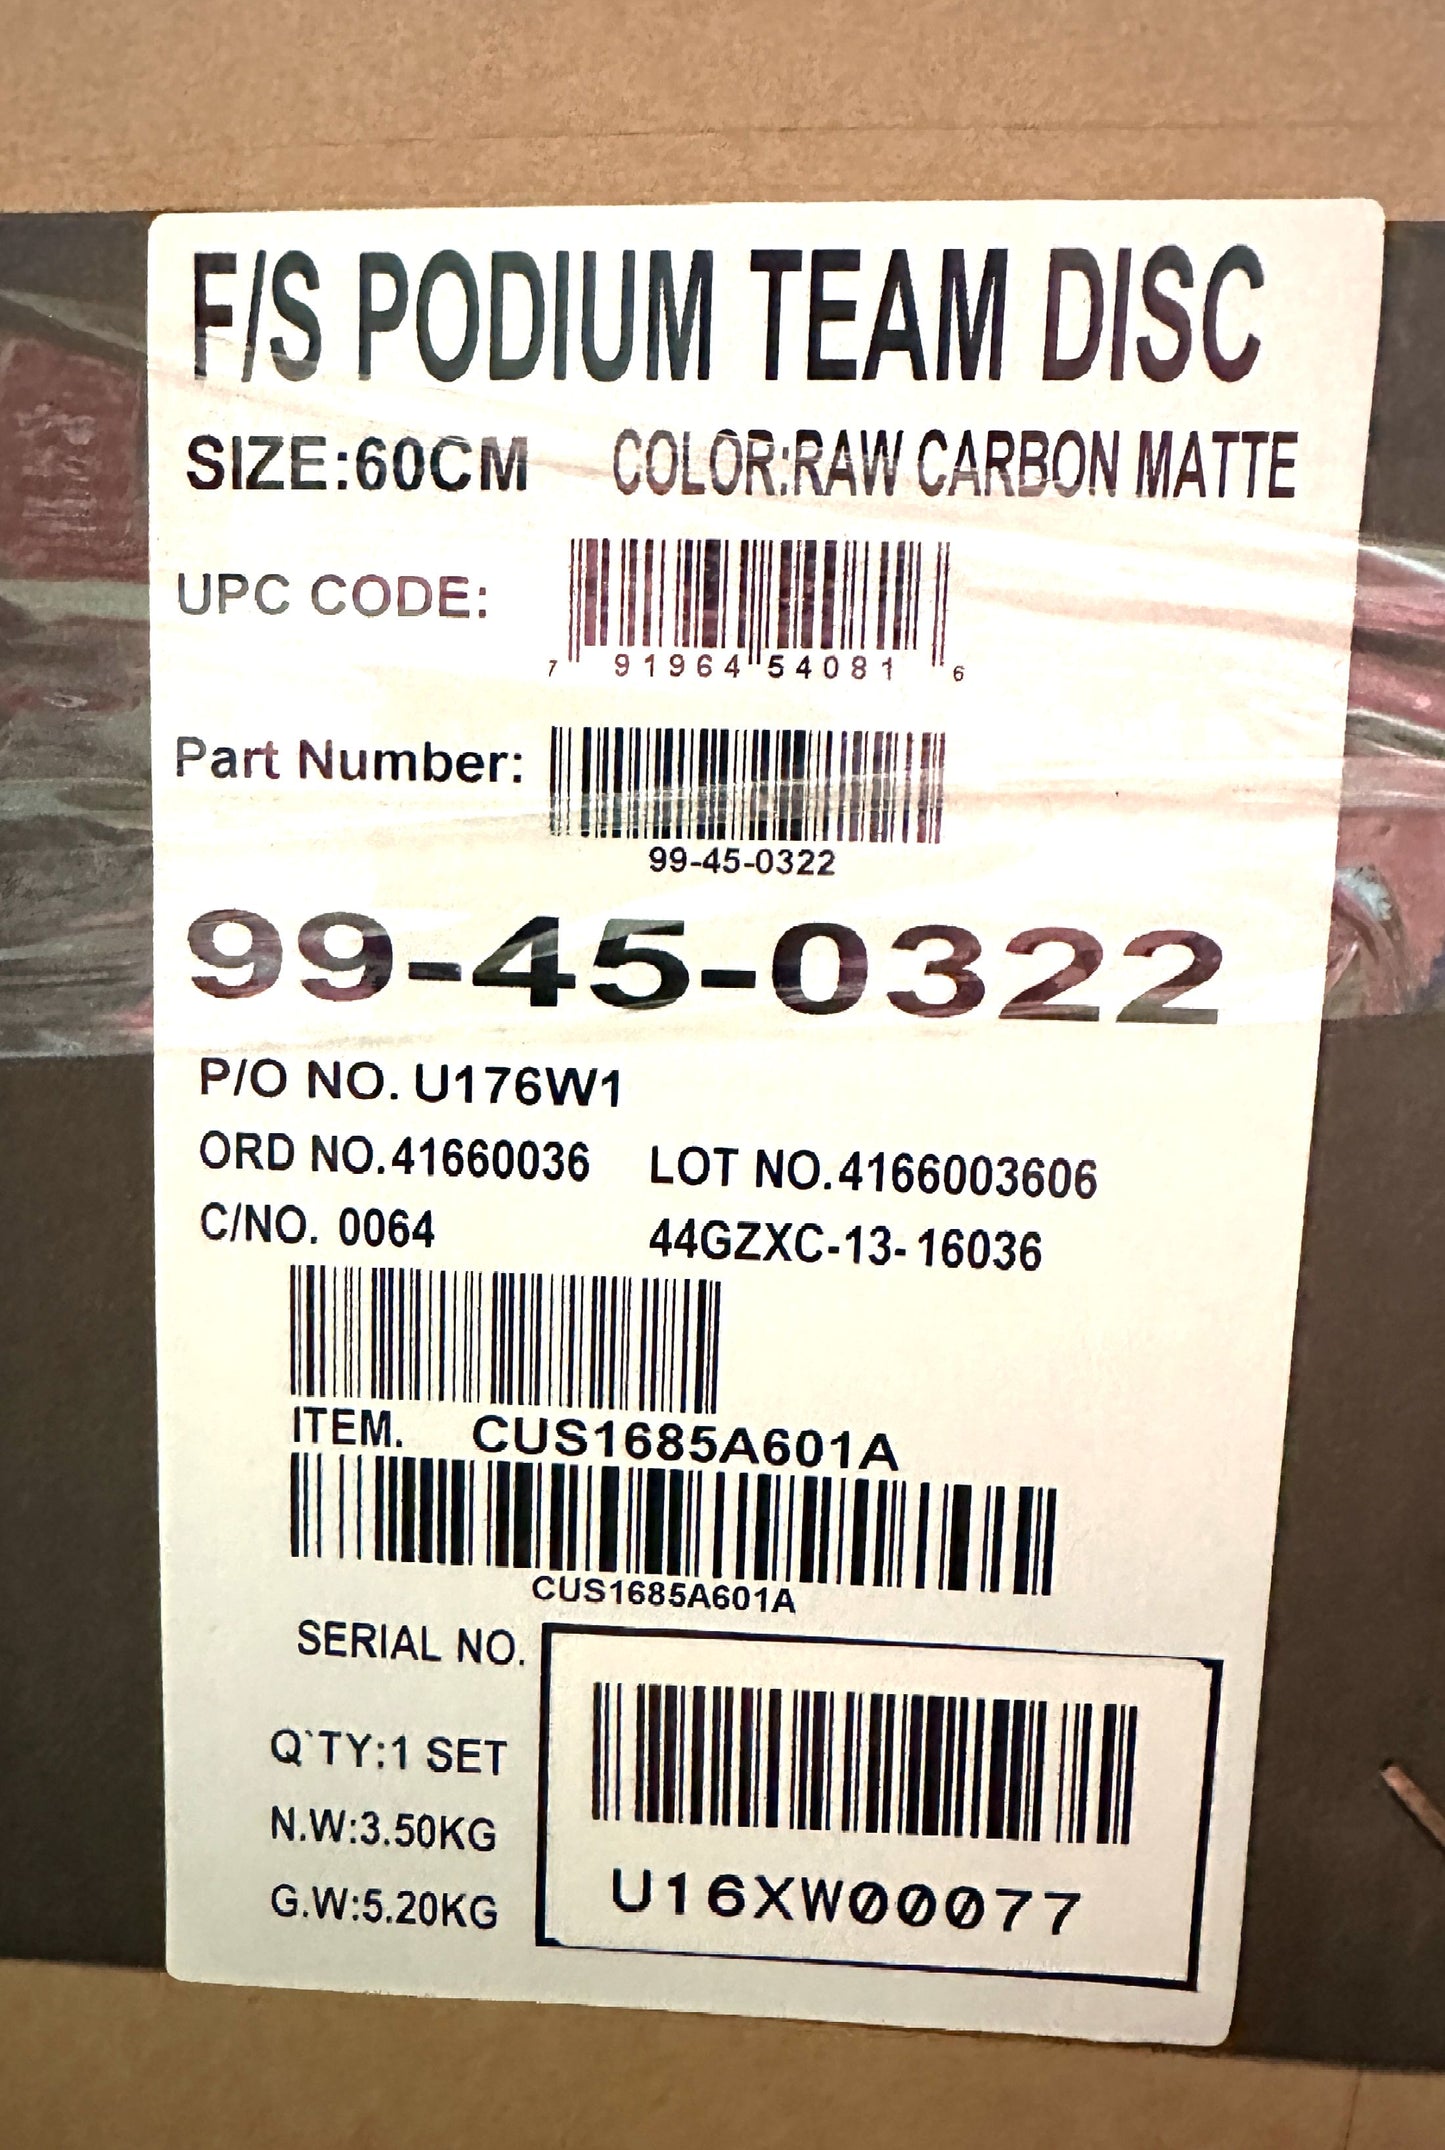 F/S PODIUM TEAM DISC
SIZE:60CM COLOR:RAW CARBON MATTE
UPC CODE:
7 91964 54081 6
Part Number:
99-45-0322
99-45-0322
P/O NO. U176W1
ORD NO.41660036 LOT NO.4166003606
C/NO. 0064 44GZXC-13-16036
ITEM. CUS1685A601A
CUS1685A601A
SERIAL NO.
Q`TY:1 SET
N.W:3.50KG
G.W:5.20KG
U16XW00077